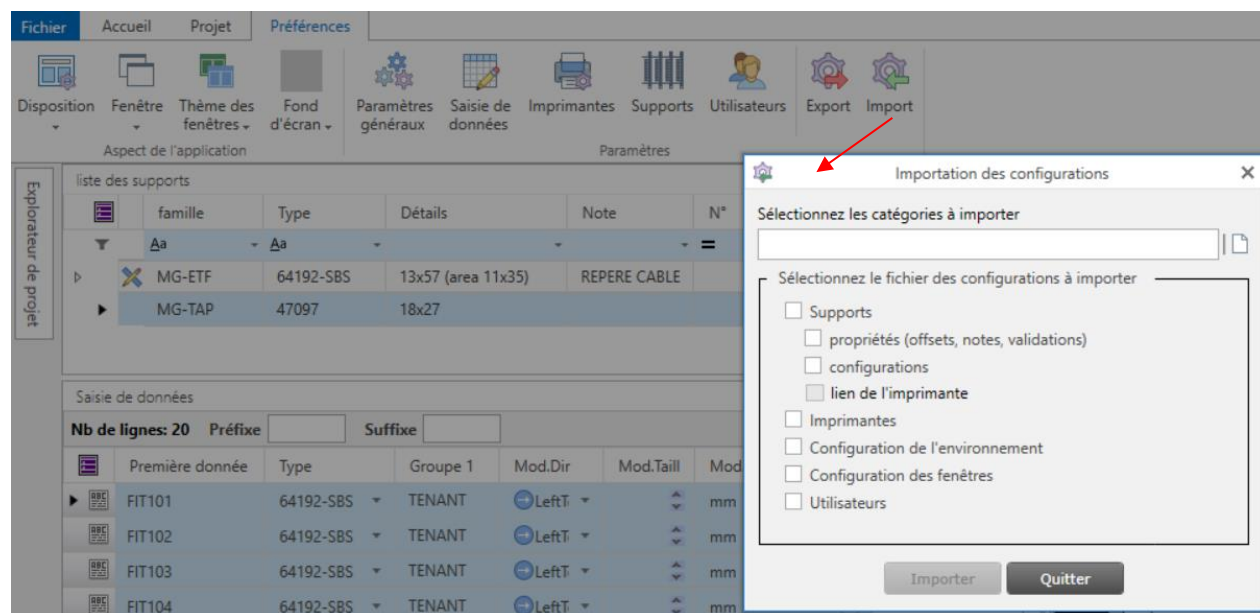 Fichier Accueil Projet Préférences
Disposition Fenêtre Thème des fenêtres Fond d'écran Paramètres généraux Saisie de données Imprimantes Supports Utilisateurs Export Import
Aspect de l'application Paramètres
Explorateur de projet
liste des supports
famille Type Détails Note N°
Aa Aa =
MG-ETF 64192-SBS 13x57 (area 11x35) REPERE CABLE
MG-TAP 47097 18x27
Saisie de données
Nb de lignes: 20 Préfixe Suffixe
Première donnée Type Groupe 1 Mod.Dir Mod.Taill Mod
ABC FIT101 64192-SBS TENANT LeftT mm
ABC FIT102 64192-SBS TENANT LeftT mm
ABC FIT103 64192-SBS TENANT LeftT mm
ABC FIT104 64192-SBS TENANT LeftT mm
Importation des configurations
Sélectionnez les catégories à importer
Sélectionnez le fichier des configurations à importer
Supports
propriétés (offsets, notes, validations)
configurations
lien de l'imprimante
Imprimantes
Configuration de l'environement
Configuration des fenêtres
Utilisateurs
Importer Quitter